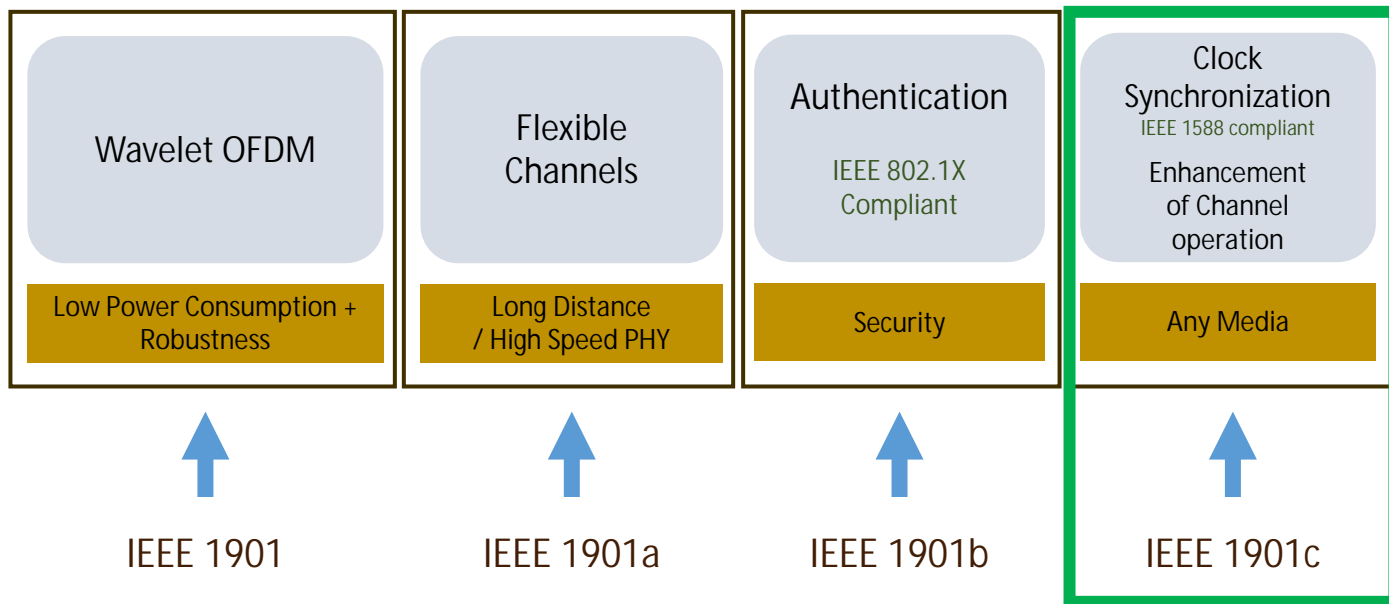 Wavelet OFDM
Low Power Consumption +
Robustness
IEEE 1901
Flexible
Channels
Long Distance
/ High Speed PHY
IEEE 1901a
Authentication
IEEE 802.1X
Compliant
Security
IEEE 1901b
Clock
Synchronization
IEEE 1588 compliant
Enhancement
of Channel
operation
Any Media
IEEE 1901c